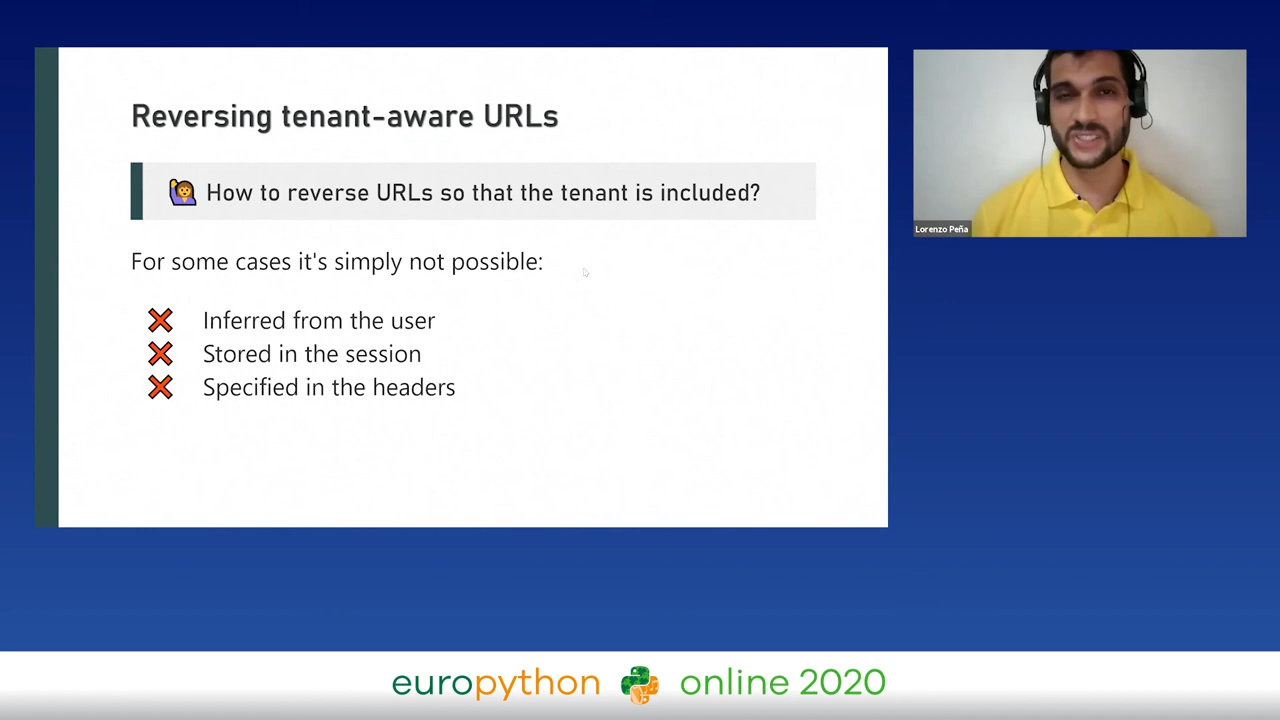 Reversing tenant-aware URLs
How to reverse URLs so that the tenant is included?
For some cases it's simply not possible:
Inferred from the user
Stored in the session
Specified in the headers
Lorenzo Peña
europython online 2020